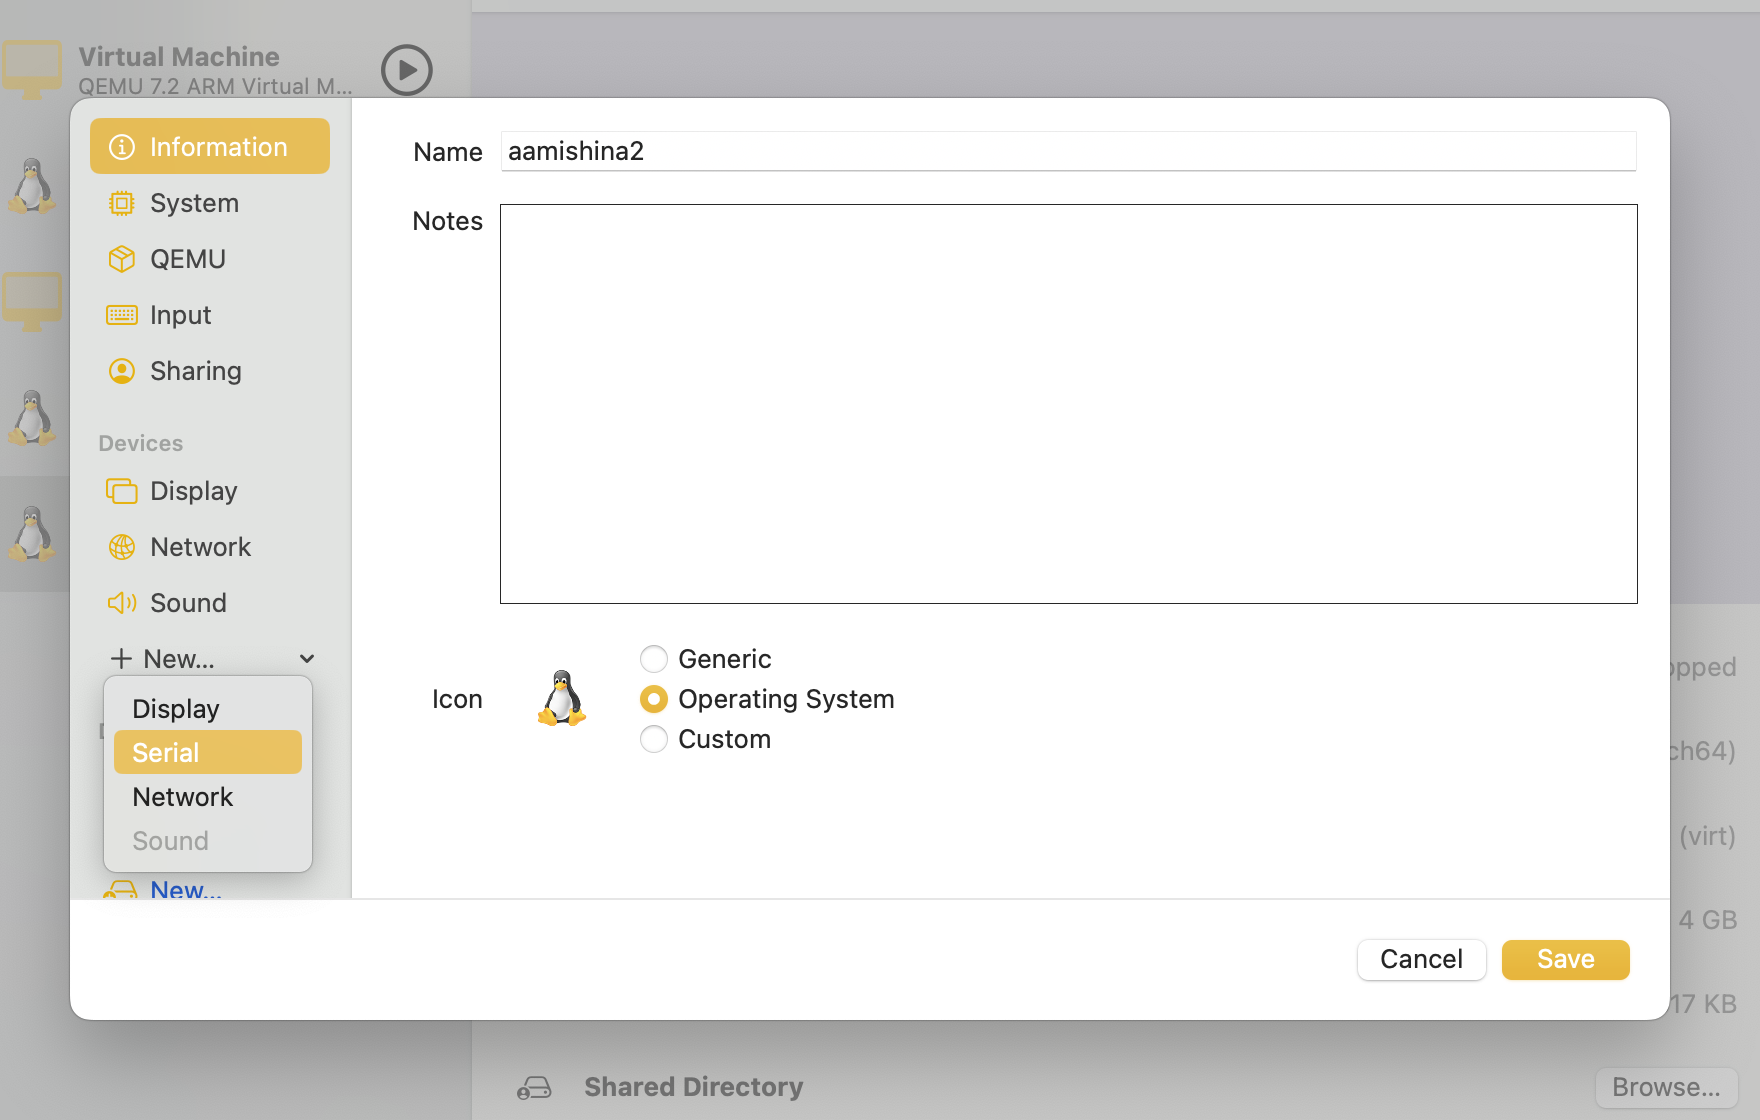 Virtual Machine
QEMU 7.2 ARM Virtual M...
Information
System
QEMU
Input
Sharing
Devices
Display
Network
Sound
New...
Display
Serial
Network
Sound
New...
Name
aamishina2
Notes
Icon
Generic
Operating System
Custom
Cancel
Save
opped
ch64)
(virt)
4 GB
17 KB
Shared Directory
Browse...